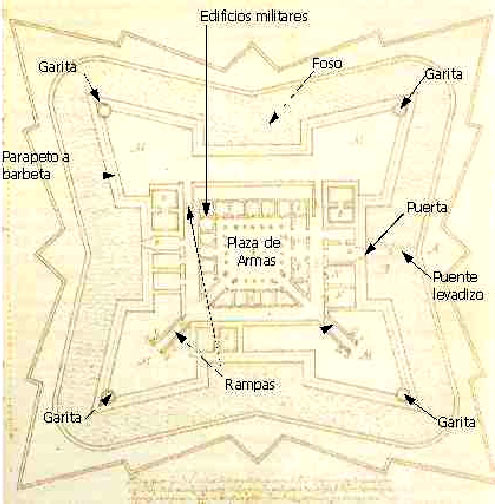 Edificios militares
Garita
Foso
Garita
Parapeto a
barbeta
Puerta
Plaza de
Armas
Puente
levadizo
Rampas
Garita
Garita